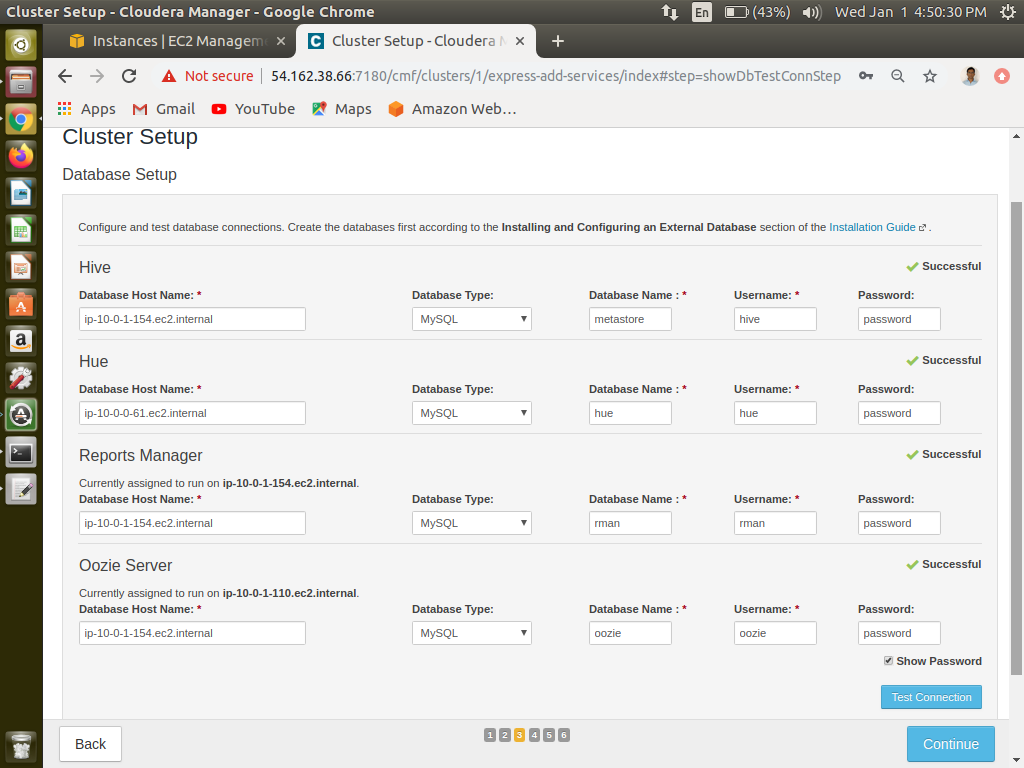 Cluster Setup - Cloudera Manager - Google Chrome En (43%) Wed Jan 1 4:50:30 PM
Instances | EC2 Managem × Cluster Setup - Cloudera × +
Not secure | 54.162.38.66:7180/cmf/clusters/1/express-add-services/index#step=showDbTestConnStep
Apps Gmail YouTube Maps Amazon Web…
Cluster Setup
Database Setup
Configure and test database connections. Create the databases first according to the Installing and Configuring an External Database section of the Installation Guide .
Hive Successful
Database Host Name: * Database Type: Database Name : * Username: * Password:
ip-10-0-1-154.ec2.internal MySQL metastore hive password
Hue Successful
Database Host Name: * Database Type: Database Name : * Username: * Password:
ip-10-0-0-61.ec2.internal MySQL hue hue password
Reports Manager Successful
Currently assigned to run on ip-10-0-1-154.ec2.internal.
Database Host Name: * Database Type: Database Name : * Username: * Password:
ip-10-0-1-154.ec2.internal MySQL rman rman password
Oozie Server Successful
Currently assigned to run on ip-10-0-1-110.ec2.internal.
Database Host Name: * Database Type: Database Name : * Username: * Password:
ip-10-0-1-154.ec2.internal MySQL oozie oozie password
Show Password
Test Connection
Back 1 2 3 4 5 6 Continue